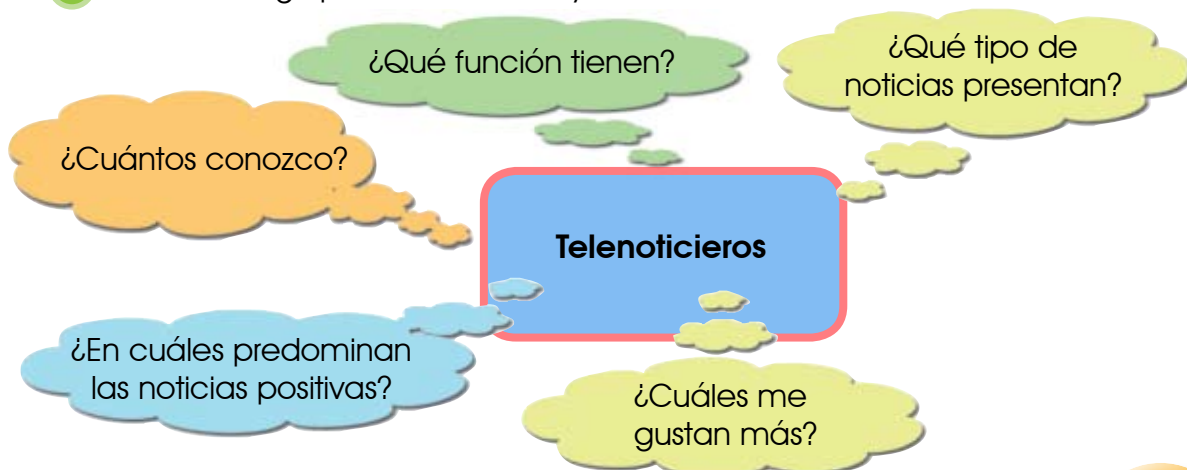 ¿Qué función tienen?
¿Qué tipo de
noticias presentan?
¿Cuántos conozco?
Telenoticieros
¿En cuáles predominan
las noticias positivas?
¿Cuáles me
gustan más?